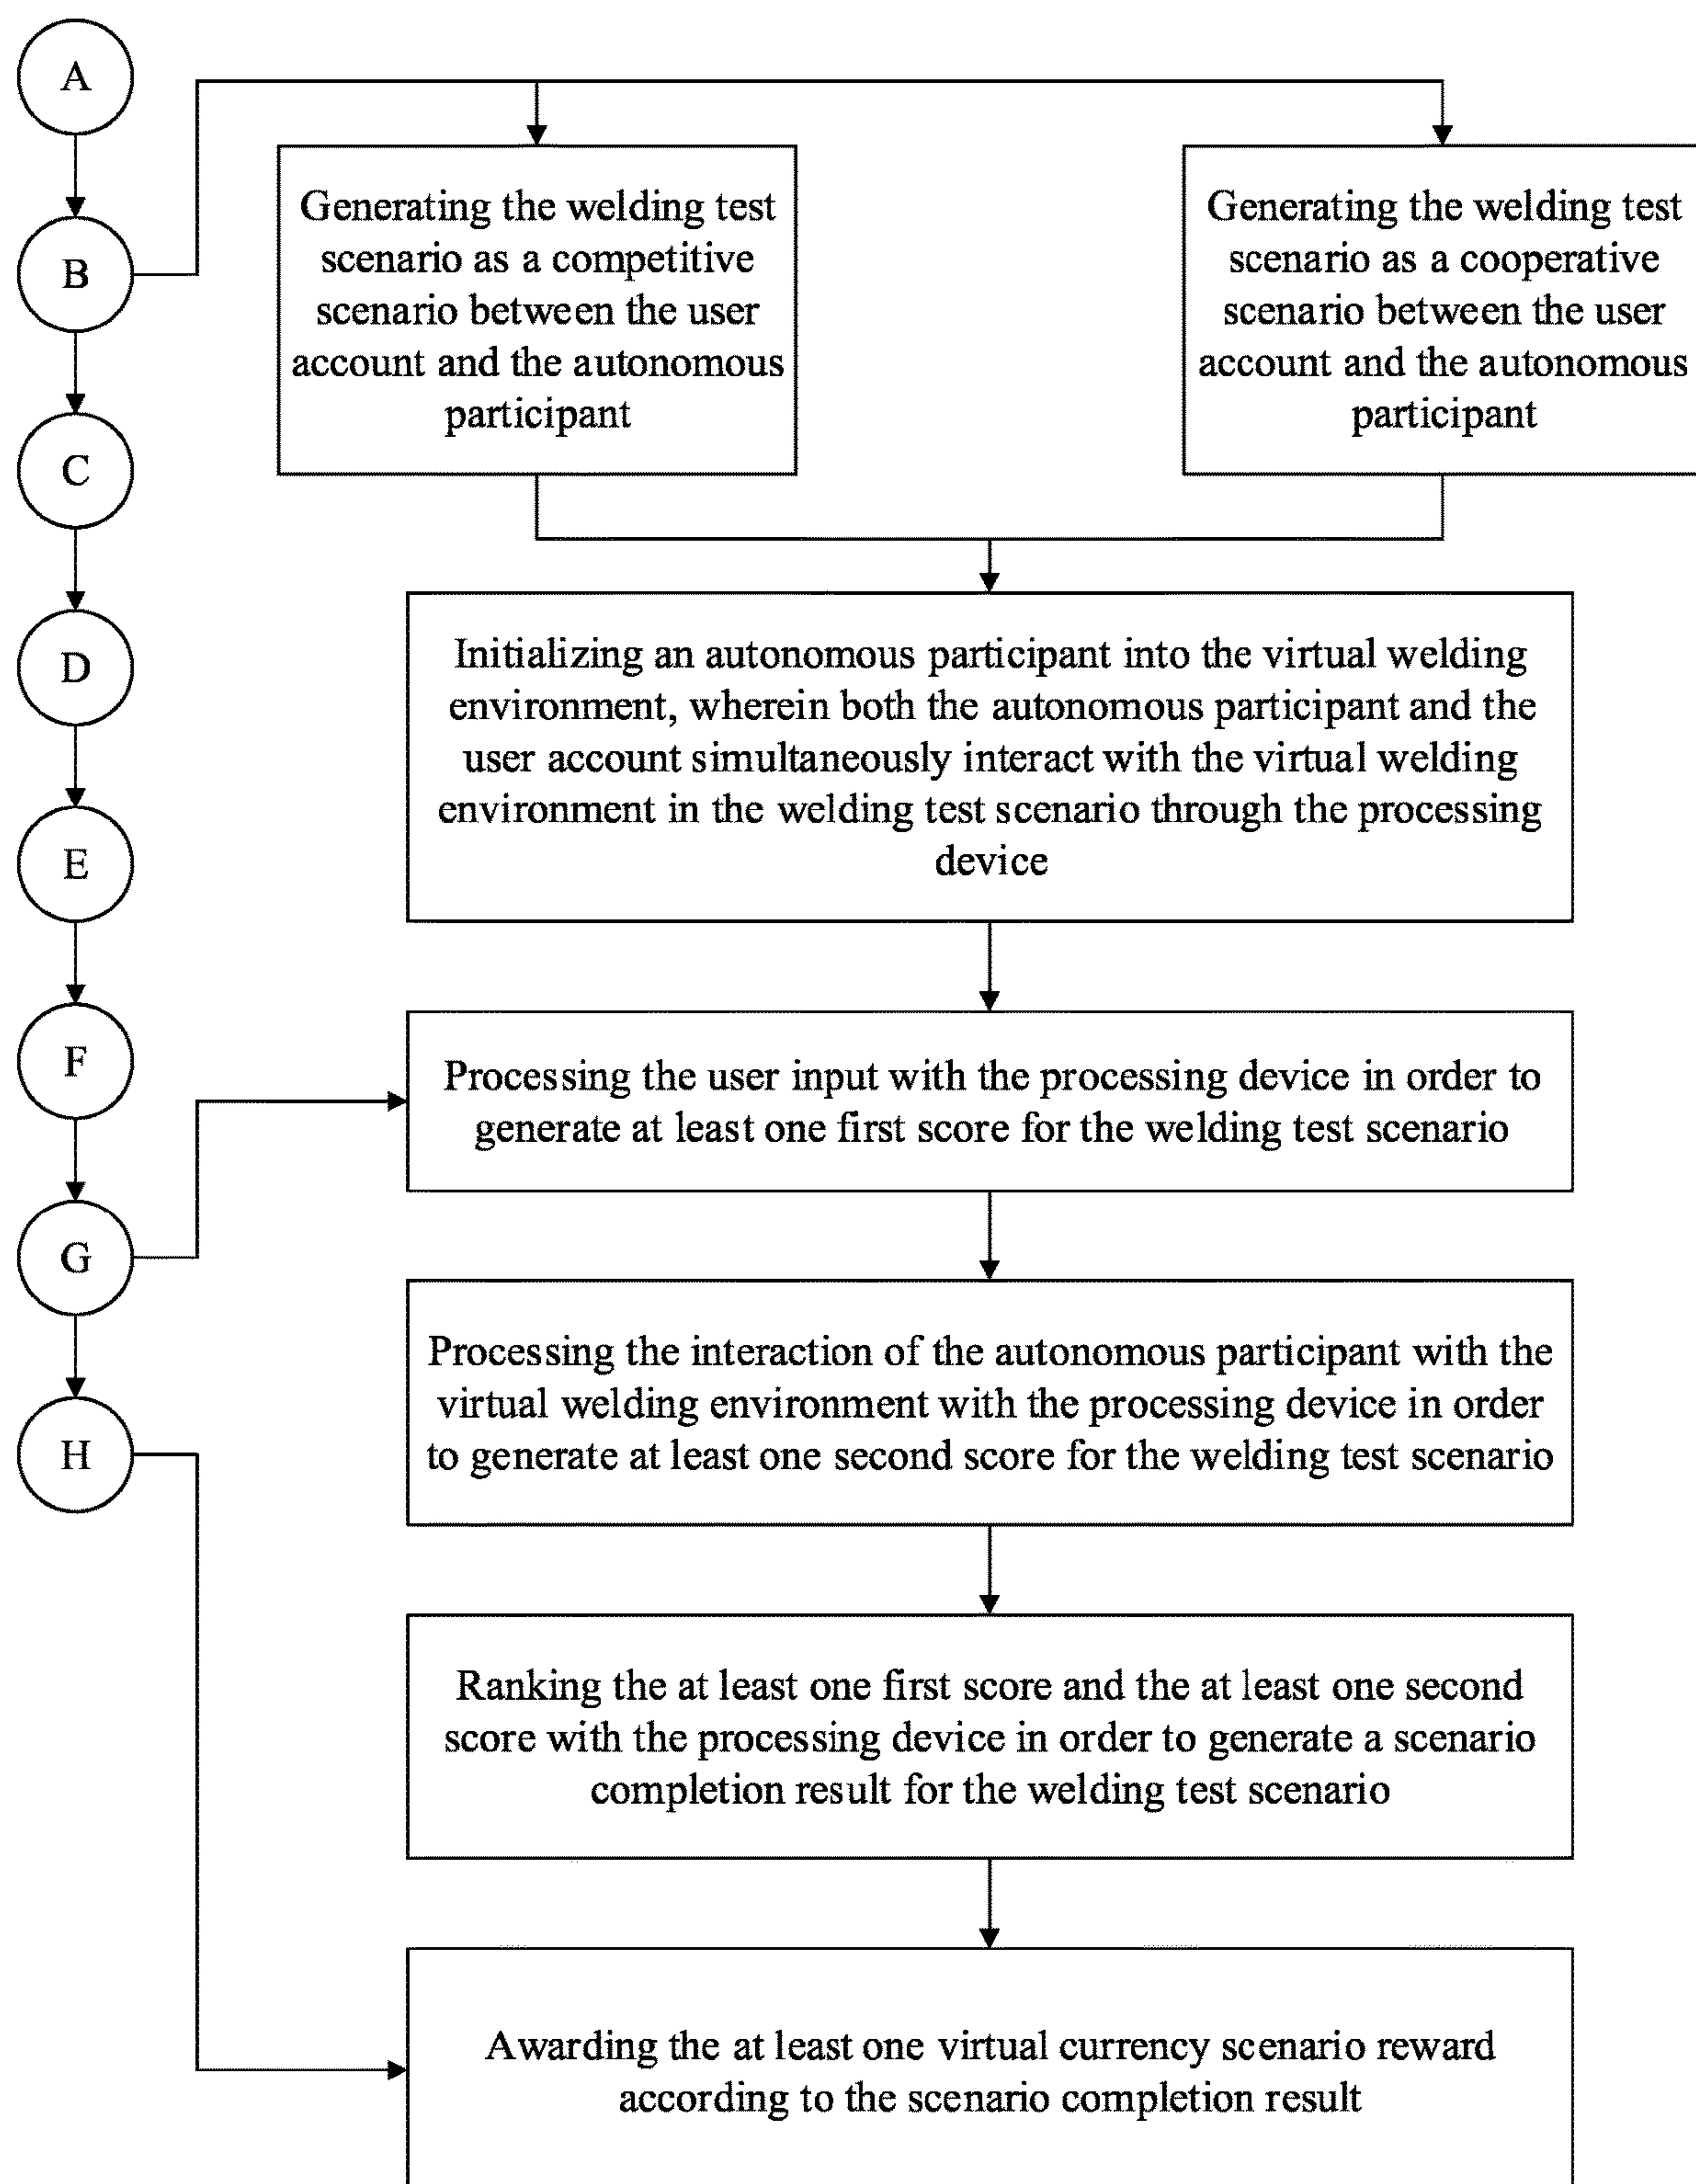 A
B
C
D
E
F
G
H
Generating the welding test
scenario as a competitive
scenario between the user
account and the autonomous
participant
Generating the welding test
scenario as a cooperative
scenario between the user
account and the autonomous
participant
Initializing an autonomous participant into the virtual welding
environment, wherein both the autonomous participant and the
user account simultaneously interact with the virtual welding
environment in the welding test scenario through the processing
device
Processing the user input with the processing device in order to
generate at least one first score for the welding test scenario
Processing the interaction of the autonomous participant with the
virtual welding environment with the processing device in order
to generate at least one second score for the welding test scenario
Ranking the at least one first score and the at least one second
score with the processing device in order to generate a scenario
completion result for the welding test scenario
Awarding the at least one virtual currency scenario reward
according to the scenario completion result